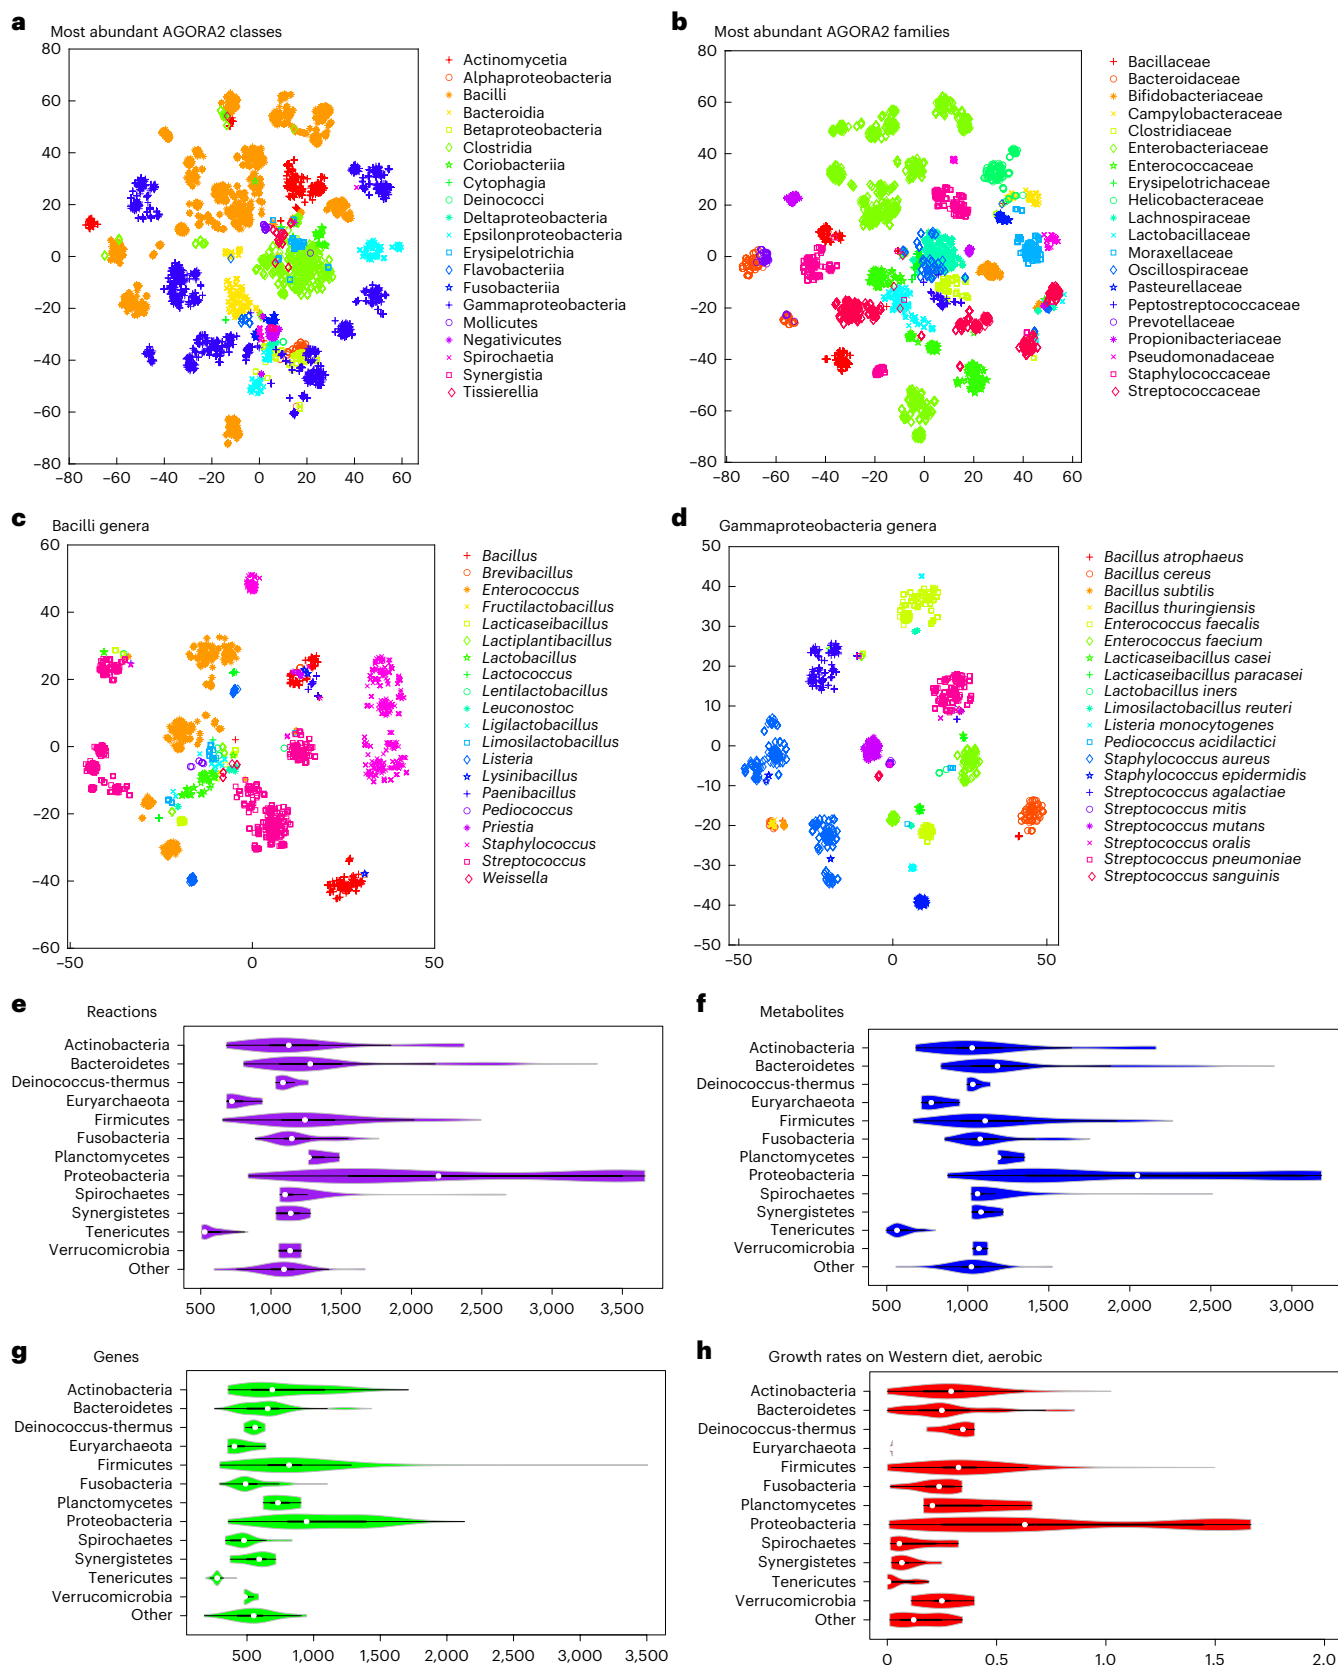 a
Most abundant AGORA2 classes
80
60
40
20
0
−20
−40
−60
−80
−80
−60
−40
−20
0
20
40
60
Actinomycetia
Alphaproteobacteria
Bacilli
Bacteroidia
Betaproteobacteria
Clostridia
Coriobacteriia
Cytophagia
Deinococci
Deltaproteobacteria
Epsilonproteobacteria
Erysipelotrichia
Flavobacteriia
Fusobacteriia
Gammaproteobacteria
Mollicutes
Negativicutes
Spirochaetia
Synergistia
Tissierellia
b
Most abundant AGORA2 families
80
60
40
20
0
−20
−40
−60
−80
−80
−60
−40
−20
0
20
40
60
Bacillaceae
Bacteroidaceae
Bifidobacteriaceae
Campylobacteraceae
Clostridiaceae
Enterobacteriaceae
Enterococcaceae
Erysipelotrichaceae
Helicobacteraceae
Lachnospiraceae
Lactobacillaceae
Moraxellaceae
Oscillospiraceae
Pasteurellaceae
Peptostreptococcaceae
Prevotellaceae
Propionibacteriaceae
Pseudomonadaceae
Staphylococcaceae
Streptococcaceae
c
Bacilli genera
60
40
20
0
−20
−40
−60
−50
0
50
Bacillus
Brevibacillus
Enterococcus
Fructilactobacillus
Lacticaseibacillus
Lactiplantibacillus
Lactobacillus
Lactococcus
Lentilactobacillus
Leuconostoc
Ligilactobacillus
Limosilactobacillus
Listeria
Lysinibacillus
Paenibacillus
Pediococcus
Priestia
Staphylococcus
Streptococcus
Weissella
d
Gammaproteobacteria genera
50
40
30
20
10
0
−10
−20
−30
−40
−50
−50
0
50
Bacillus atrophaeus
Bacillus cereus
Bacillus subtilis
Bacillus thuringiensis
Enterococcus faecalis
Enterococcus faecium
Lacticaseibacillus casei
Lacticaseibacillus paracasei
Lactobacillus iners
Limosilactobacillus reuteri
Listeria monocytogenes
Pediococcus acidilactici
Staphylococcus aureus
Staphylococcus epidermidis
Streptococcus agalactiae
Streptococcus mitis
Streptococcus mutans
Streptococcus oralis
Streptococcus pneumoniae
Streptococcus sanguinis
e
Reactions
Actinobacteria
Bacteroidetes
Deinococcus-thermus
Euryarchaeota
Firmicutes
Fusobacteria
Planctomycetes
Proteobacteria
Spirochaetes
Synergistetes
Tenericutes
Verrucomicrobia
Other
500
1,000
1,500
2,000
2,500
3,000
3,500
f
Metabolites
Actinobacteria
Bacteroidetes
Deinococcus-thermus
Euryarchaeota
Firmicutes
Fusobacteria
Planctomycetes
Proteobacteria
Spirochaetes
Synergistetes
Tenericutes
Verrucomicrobia
Other
500
1,000
1,500
2,000
2,500
3,000
g
Genes
Actinobacteria
Bacteroidetes
Deinococcus-thermus
Euryarchaeota
Firmicutes
Fusobacteria
Planctomycetes
Proteobacteria
Spirochaetes
Synergistetes
Tenericutes
Verrucomicrobia
Other
500
1,000
1,500
2,000
2,500
3,000
3,500
h
Growth rates on Western diet, aerobic
Actinobacteria
Bacteroidetes
Deinococcus-thermus
Euryarchaeota
Firmicutes
Fusobacteria
Planctomycetes
Proteobacteria
Spirochaetes
Synergistetes
Tenericutes
Verrucomicrobia
Other
0
0.5
1.0
1.5
2.0